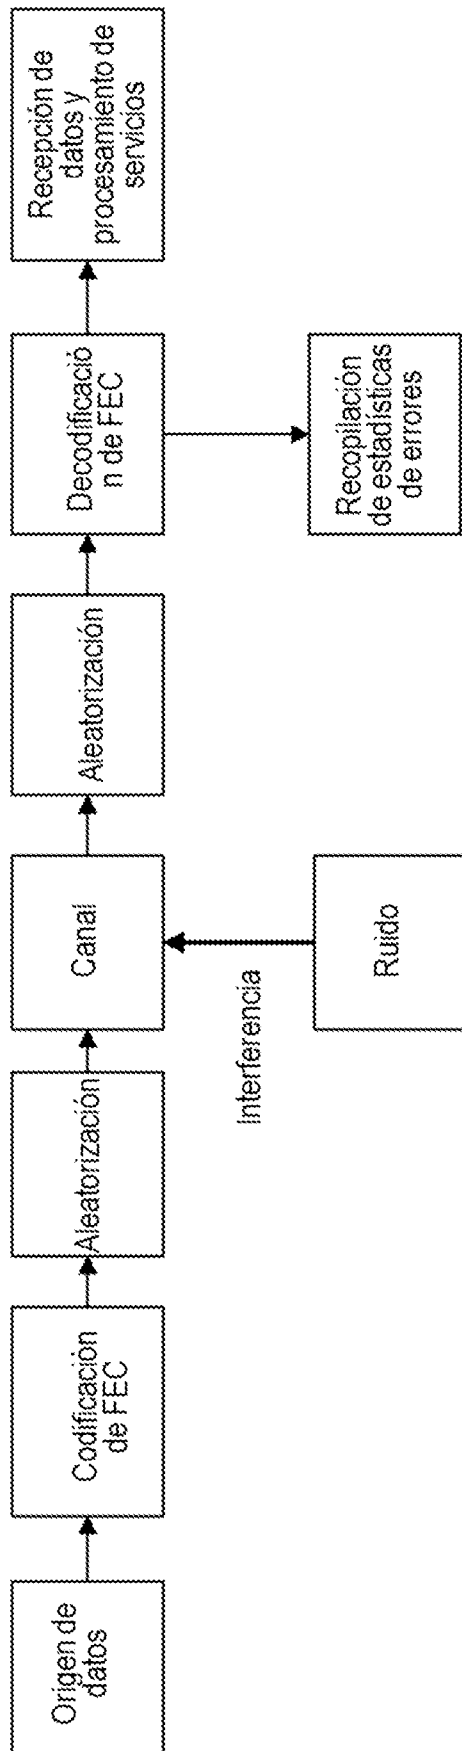 Origen de
datos
Codificación
de FEC
Aleatorización
Canal
Aleatorización
Decodificació
n de FEC
Recepción de
datos y
procesamiento de
servicios
Interferencia
Ruido
Recopilación
de estadísticas
de errores